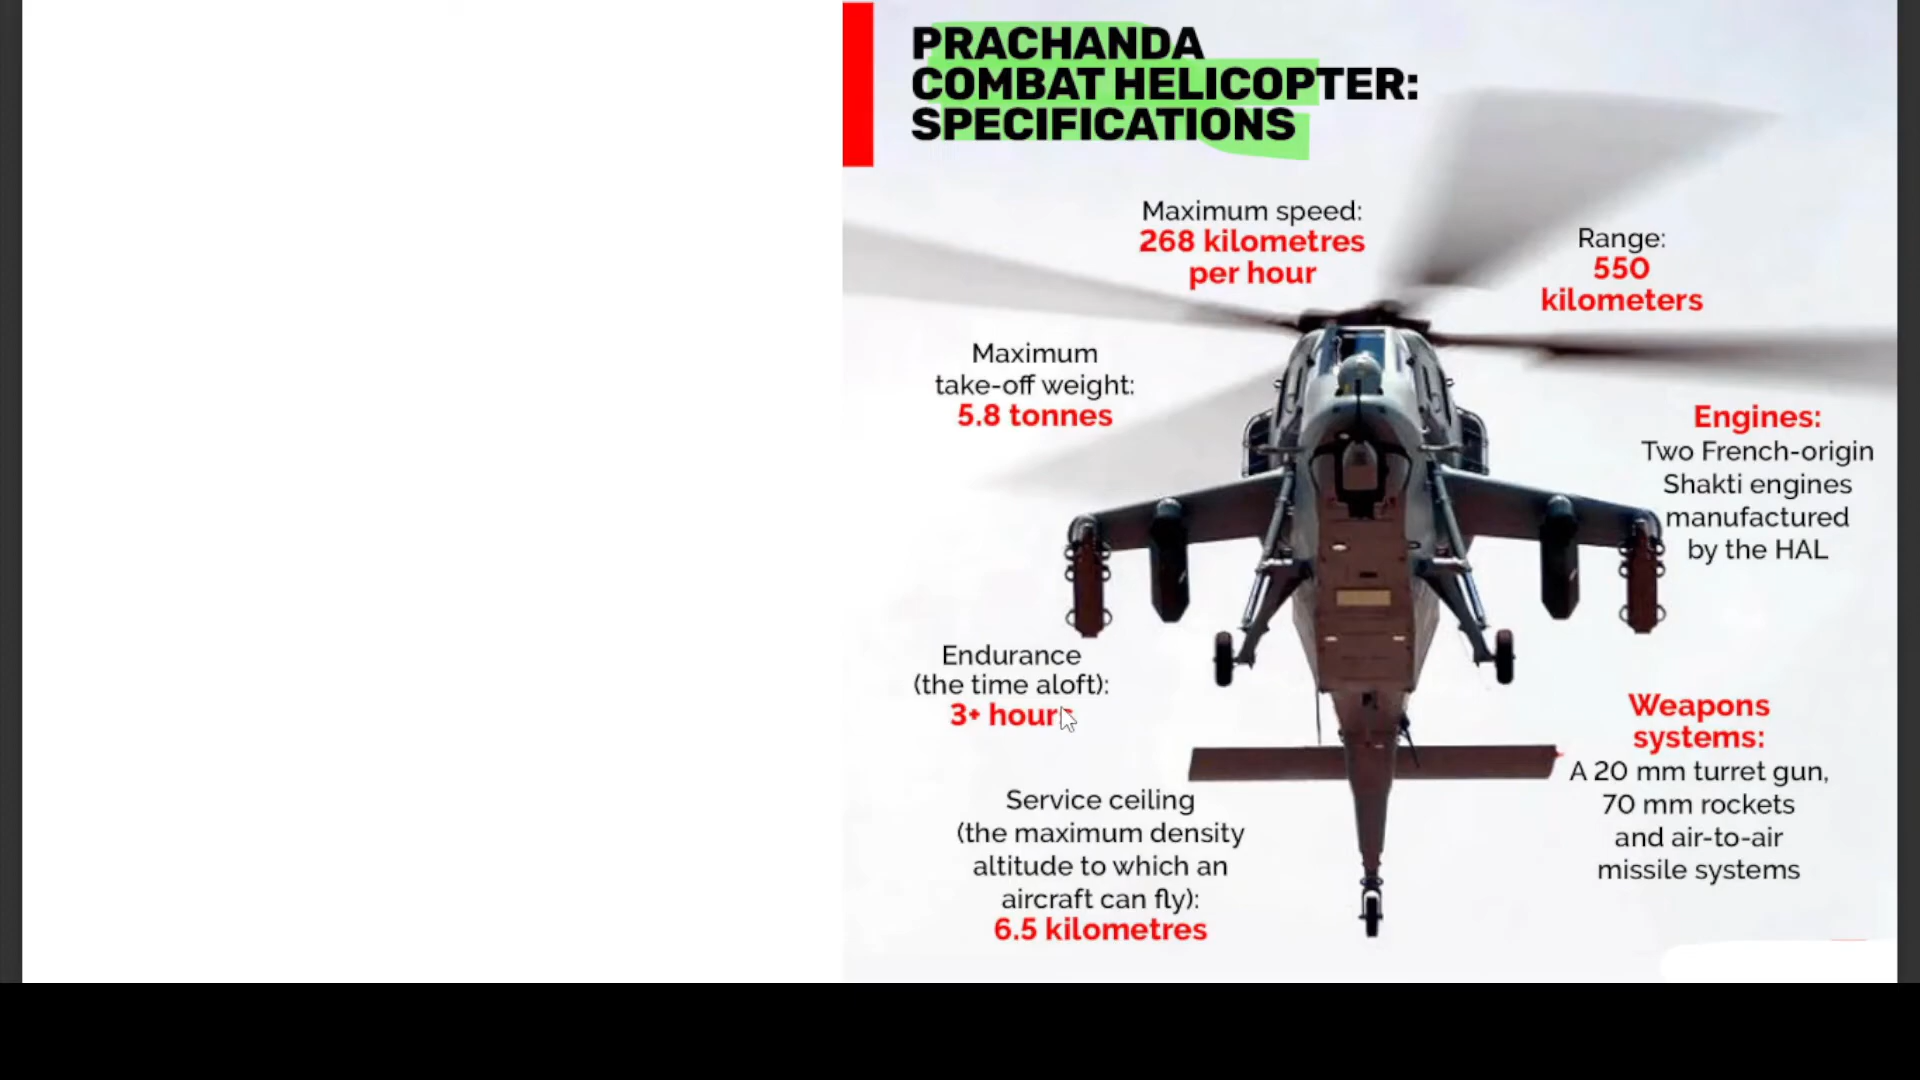 PRACHANDA
COMBAT HELICOPTER:
SPECIFICATIONS
Maximum speed:
268 kilometres
per hour
Range:
550
kilometers
Maximum
take-off weight:
5.8 tonnes
Engines:
Two French-origin
Shakti engines
manufactured
by the HAL
Endurance
(the time aloft):
3+ hours
Weapons
systems:
A 20 mm turret gun,
70 mm rockets
and air-to-air
missile systems
Service ceiling
(the maximum density
altitude to which an
aircraft can fly):
6.5 kilometres